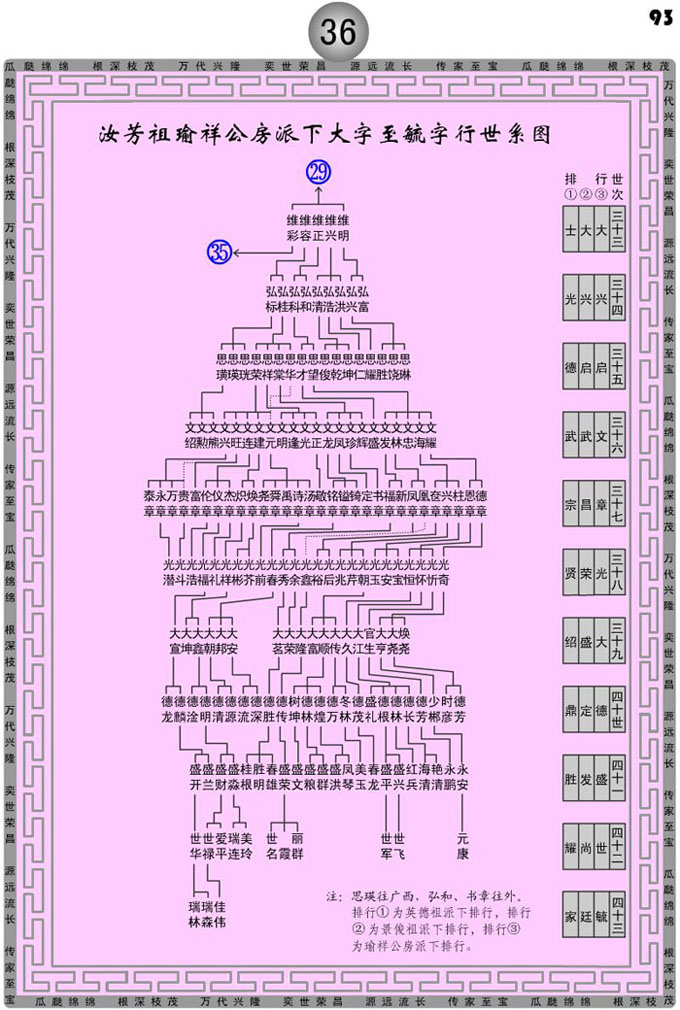 93
36
瓜瓞绵绵 根深枝茂 万代兴隆 奕世荣昌 源远流长 传家至宝 瓜瓞绵绵 根深枝茂
汝芳祖瑜祥公房派下大字至毓字行世系图
29
排 行 世
① ② ③ 次
维维维维维
彩容正兴明
35
士 大 大 三十三
弘弘弘弘弘弘弘弘弘
标桂科和清浩洪兴富
光 兴 兴 三十四
思思思思思思思思思思思思思思思思
璜瑛珖荣祥棠华才望俊乾坤仁耀胜饶琳
德 启 启 三十五
文文文文文文文文文文文文文文文文文文文文文
绍勲熊兴旺连建元明逢光正龙凤珍辉盛发林忠海耀
武 武 文 三十六
泰永万贵富伦仪杰炽焕尧舜禹诗汤敬铭镒锜定书福新凤凰奋兴柱恩德
章章章章章章章章章章章章章章章章章章章章章章章章章章章章章章
宗 昌 章 三十七
光光光光光光光光光光光光光光光光光光光光光光光光
潜斗浩福礼祥彬芥前春秀余鑫裕后兆芹朝玉安宝恒怀忻奇
贤 荣 光 三十八
大大大大大大 大大大大大大大大官大大焕
宣坤鑫朝邦安 茗荣隆富顺传久江生亨尧尧
绍 盛 大 三十九
德德德德德德德德德德树德德德冬德盛德德德德少时德
龙麟淦明清源流深胜传坤林煌万林茂礼根林长芳郴彦芳
鼎 定 德 四十世
盛盛盛盛桂胜春盛盛盛盛盛凤美春盛盛红海艳永永
开兰财淼根明雄荣文粮群洪琴玉龙平兴兵清清鹏安
胜 发 盛 四十一
世世爱瑞美 世 丽 世世 元
华禄平连玲 名霞群 军飞 康
耀 尚 世 四十二
瑞瑞佳
林森伟
家 廷 毓 四十三
注：思瑛往广西、弘和、书章往外。
排行①为英德祖派下排行，排行
②为景俊祖派下排行，排行③
为瑜祥公房派下排行。
瓜瓞绵绵 根深枝茂 万代兴隆 奕世荣昌 源远流长 传家至宝 瓜瓞绵绵 根深枝茂 万代兴隆 奕世荣昌 源远流长 传家至宝
万代兴隆 奕世荣昌 源远流长 传家至宝 瓜瓞绵绵 根深枝茂 万代兴隆 奕世荣昌 源远流长 传家至宝 瓜瓞绵绵 根深枝茂
瓜瓞绵绵 根深枝茂 万代兴隆 奕世荣昌 源远流长 传家至宝 瓜瓞绵绵 根深枝茂